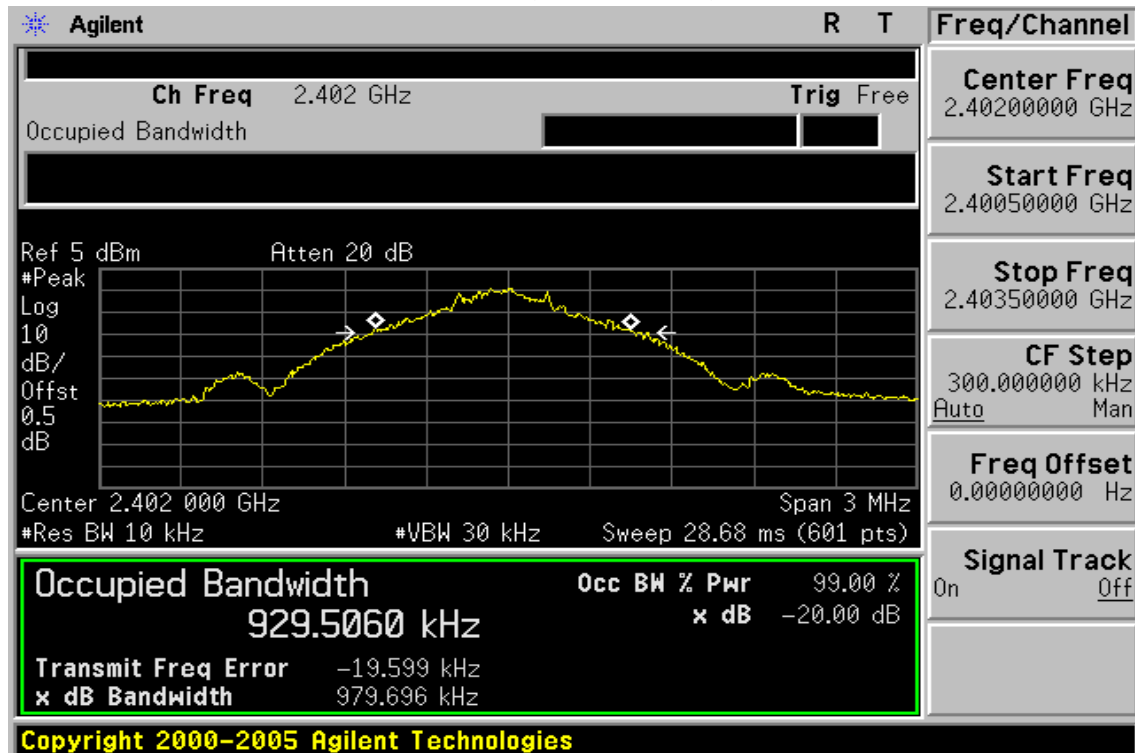 Agilent R T
Ch Freq 2.402 GHz Trig Free
Occupied Bandwidth
Ref 5 dBm Atten 20 dB
#Peak
Log
10
dB/
Offst
0.5
dB
Center 2.402 000 GHz Span 3 MHz
#Res BW 10 kHz #VBW 30 kHz Sweep 28.68 ms (601 pts)
Occupied Bandwidth
929.5060 kHz
Occ BW % Pwr 99.00 %
x dB -20.00 dB
Transmit Freq Error -19.599 kHz
x dB Bandwidth 979.696 kHz
Copyright 2000-2005 Agilent Technologies
Freq/Channel
Center Freq
2.40200000 GHz
Start Freq
2.40050000 GHz
Stop Freq
2.40350000 GHz
CF Step
300.000000 kHz
Auto Man
Freq Offset
0.00000000 Hz
Signal Track
On Off